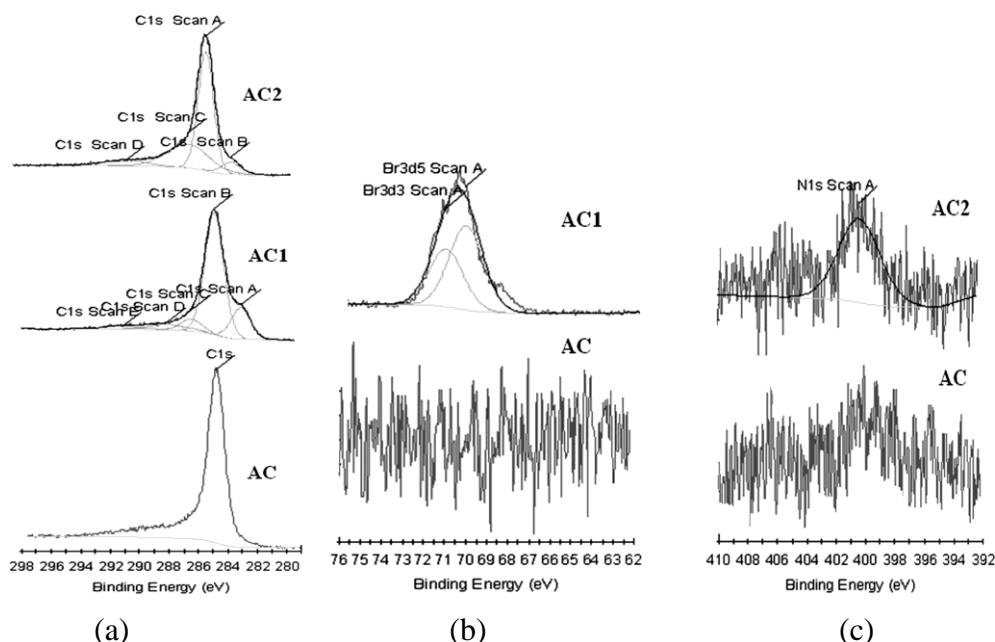 C1s Scan A
AC2
C1s Scan C
C1s Scan D
C1s Scan B
C1s Scan B
AC1
C1s Scan C
C1s Scan A
C1s Scan D
C1s Scan E
C1s
AC
298 296 294 292 290 288 286 284 282 280
Binding Energy (eV)
(a)
Br3d5 Scan A
Br3d3 Scan A
AC1
AC
76 75 74 73 72 71 70 69 68 67 66 65 64 63 62
Binding Energy (eV)
(b)
N1s Scan A
AC2
AC
410 408 406 404 402 400 398 396 394 392
Binding Energy (eV)
(c)